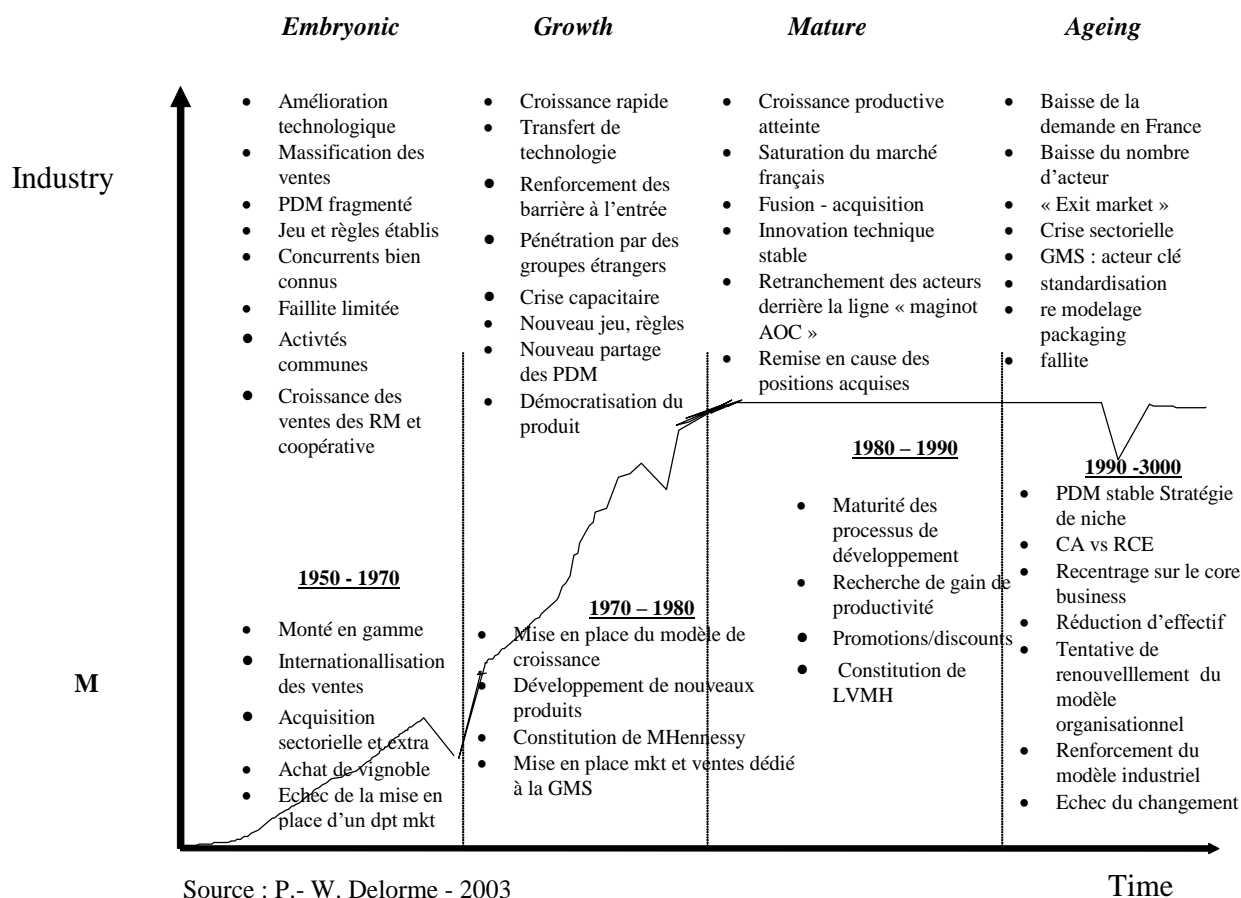 Embryonic
Growth
Mature
Ageing
Industry
• Amélioration
technologique
• Massification des
ventes
• PDM fragmenté
• Jeu et règles établis
• Concurrents bien
connus
• Faillite limitée
• Activtés
communes
• Croissance des
ventes des RM et
coopérative
• Croissance rapide
• Transfert de
technologie
• Renforcement des
barrière à l’entrée
• Pénétration par des
groupes étrangers
• Crise capacitaire
• Nouveau jeu, règles
• Nouveau partage
des PDM
• Démocratisation du
produit
• Croissance productive
atteinte
• Saturation du marché
français
• Fusion - acquisition
• Innovation technique
stable
• Retranchement des acteurs
derrière la ligne « maginot
AOC »
• Remise en cause des
positions acquises
• Baisse de la
demande en France
• Baisse du nombre
d’acteur
• « Exit market »
• Crise sectorielle
• GMS : acteur clé
• standardisation
• re modelage
packaging
• fallite
M
1950 - 1970
• Monté en gamme
• Internationallisation
des ventes
• Acquisition
sectorielle et extra
• Achat de vignoble
• Echec de la mise en
place d’un dpt mkt
1970 – 1980
• Mise en place du modèle de
croissance
• Développement de nouveaux
produits
• Constitution de MHennessy
• Mise en place mkt et ventes dédié
à la GMS
1980 – 1990
• Maturité des
processus de
développement
• Recherche de gain de
productivité
• Promotions/discounts
• Constitution de
LVMH
1990 -3000
• PDM stable Stratégie
de niche
• CA vs RCE
• Recentrage sur le core
business
• Réduction d’effectif
• Tentative de
renouvelllement du
modèle
organisationnel
• Renforcement du
modèle industriel
• Echec du changement
Source : P.- W. Delorme - 2003
Time